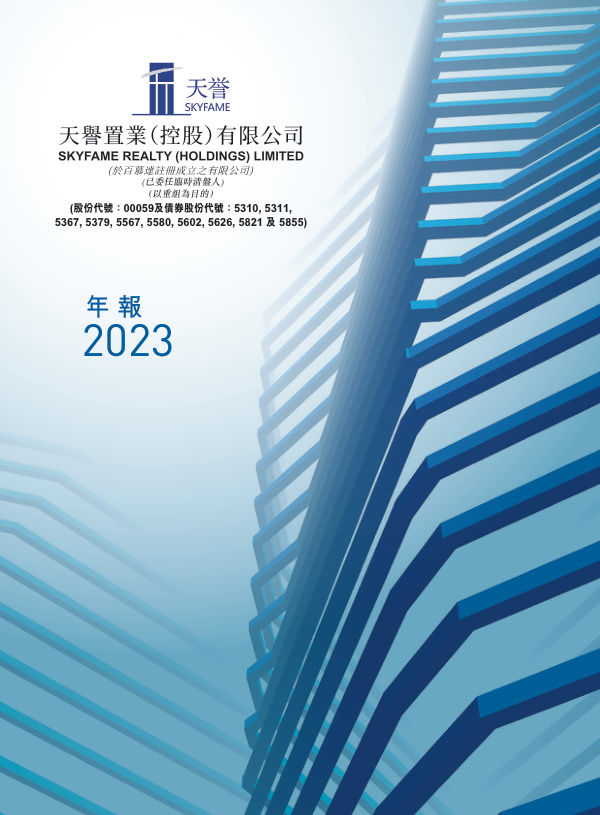 天誉
SKYFAME
天譽置業(控股)有限公司
SKYFAME REALTY (HOLDINGS) LIMITED
(於百慕達註冊成立之有限公司)
(已委任臨時清盤人)
(以重組為目的)
(股份代號：00059及債券股份代號：5310, 5311,
5367, 5379, 5567, 5580, 5602, 5626, 5821 及 5855)
年報
2023